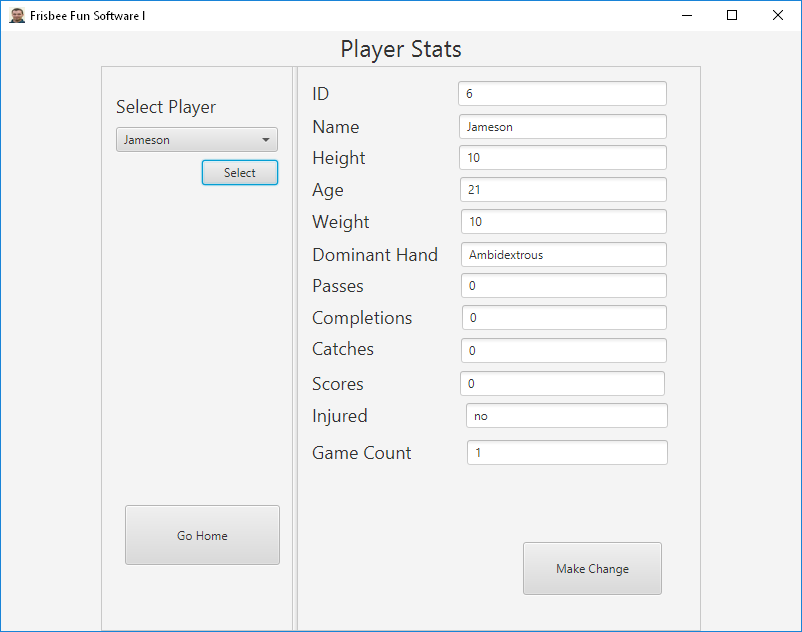 Frisbee Fun Software I
Player Stats
Select Player
Jameson
Select
Go Home
ID 6
Name Jameson
Height 10
Age 21
Weight 10
Dominant Hand Ambidextrous
Passes 0
Completions 0
Catches 0
Scores 0
Injured no
Game Count 1
Make Change